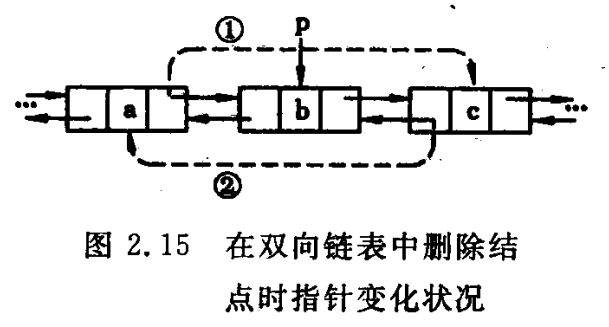 ① p
... a b c ...
②
图 2.15 在双向链表中删除结
点时指针变化状况